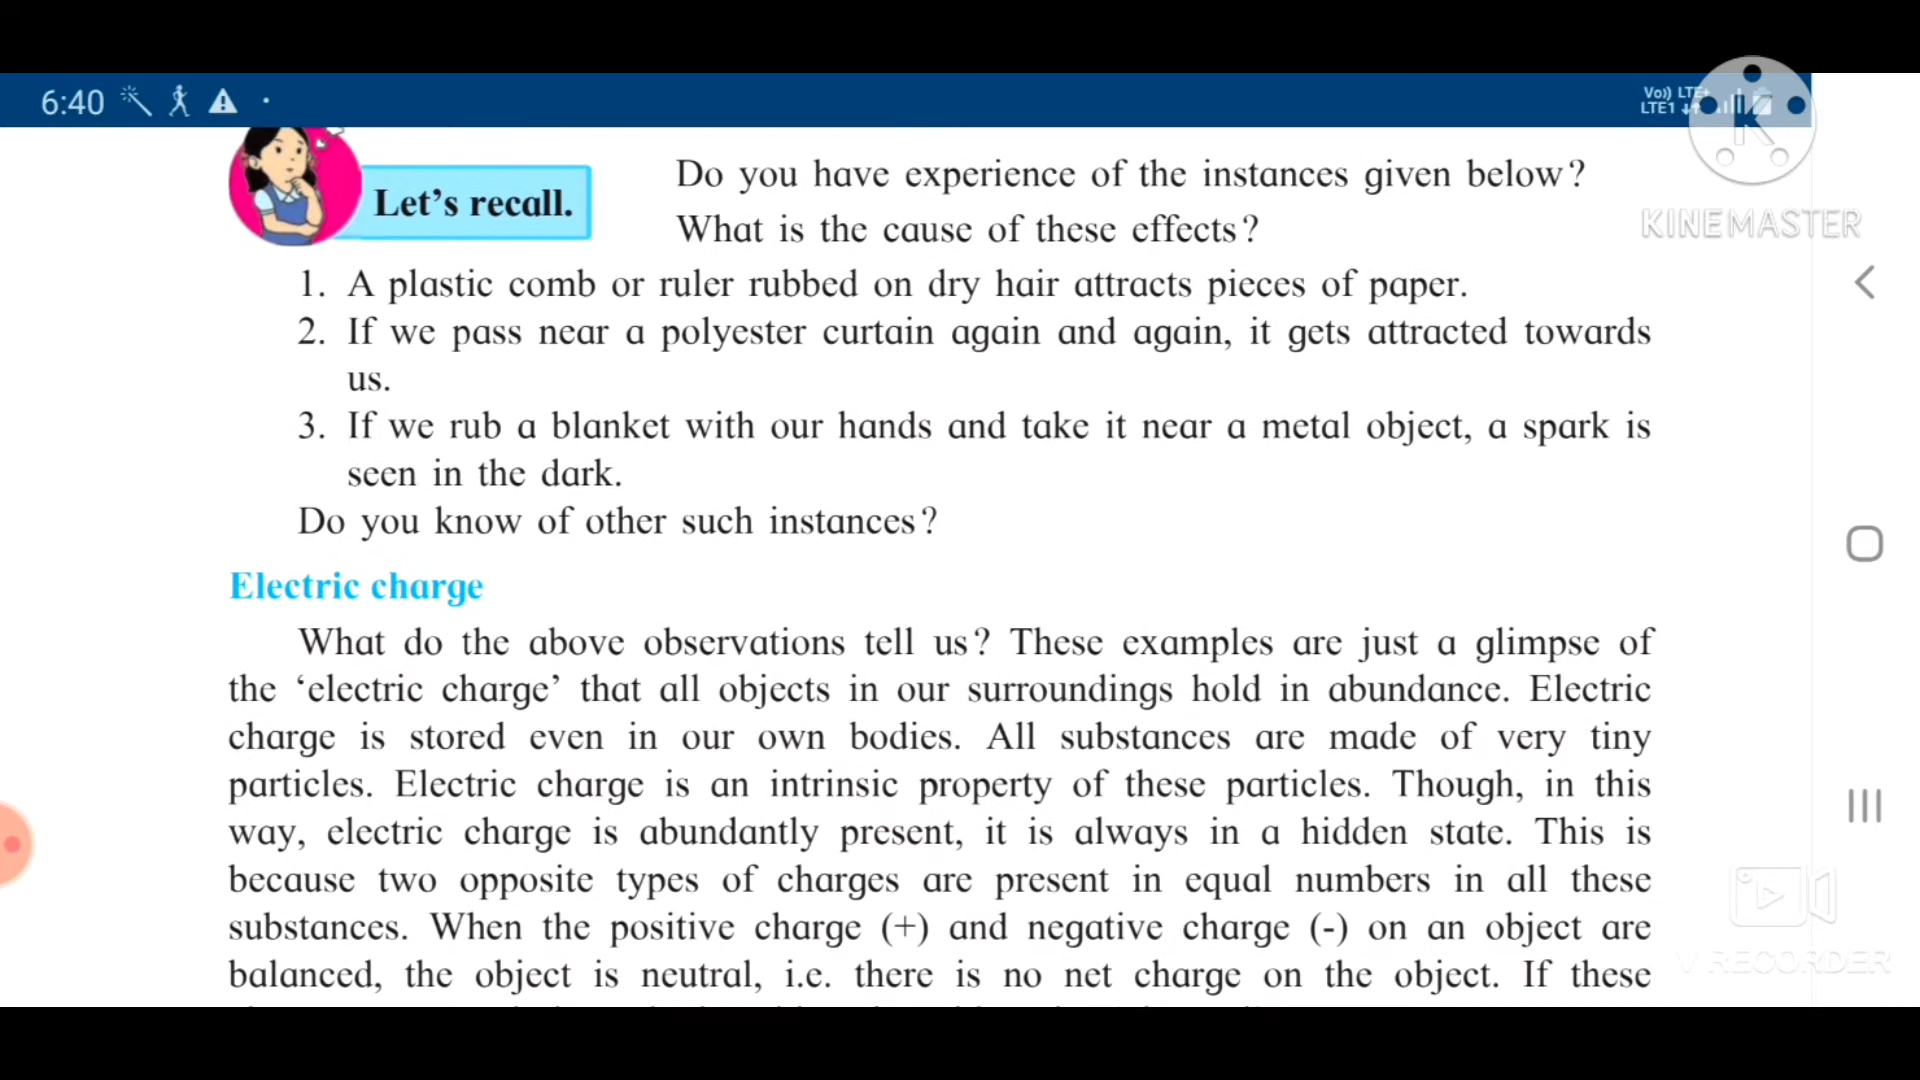 6:40
Vo)) LTE+
LTE1
KINEMASTER
Let's recall.
Do you have experience of the instances given below?
What is the cause of these effects?
1. A plastic comb or ruler rubbed on dry hair attracts pieces of paper.
2. If we pass near a polyester curtain again and again, it gets attracted towards
us.
3. If we rub a blanket with our hands and take it near a metal object, a spark is
seen in the dark.
Do you know of other such instances?
Electric charge
What do the above observations tell us? These examples are just a glimpse of
the ‘electric charge’ that all objects in our surroundings hold in abundance. Electric
charge is stored even in our own bodies. All substances are made of very tiny
particles. Electric charge is an intrinsic property of these particles. Though, in this
way, electric charge is abundantly present, it is always in a hidden state. This is
because two opposite types of charges are present in equal numbers in all these
substances. When the positive charge (+) and negative charge (-) on an object are
balanced, the object is neutral, i.e. there is no net charge on the object. If these
V RECORDER